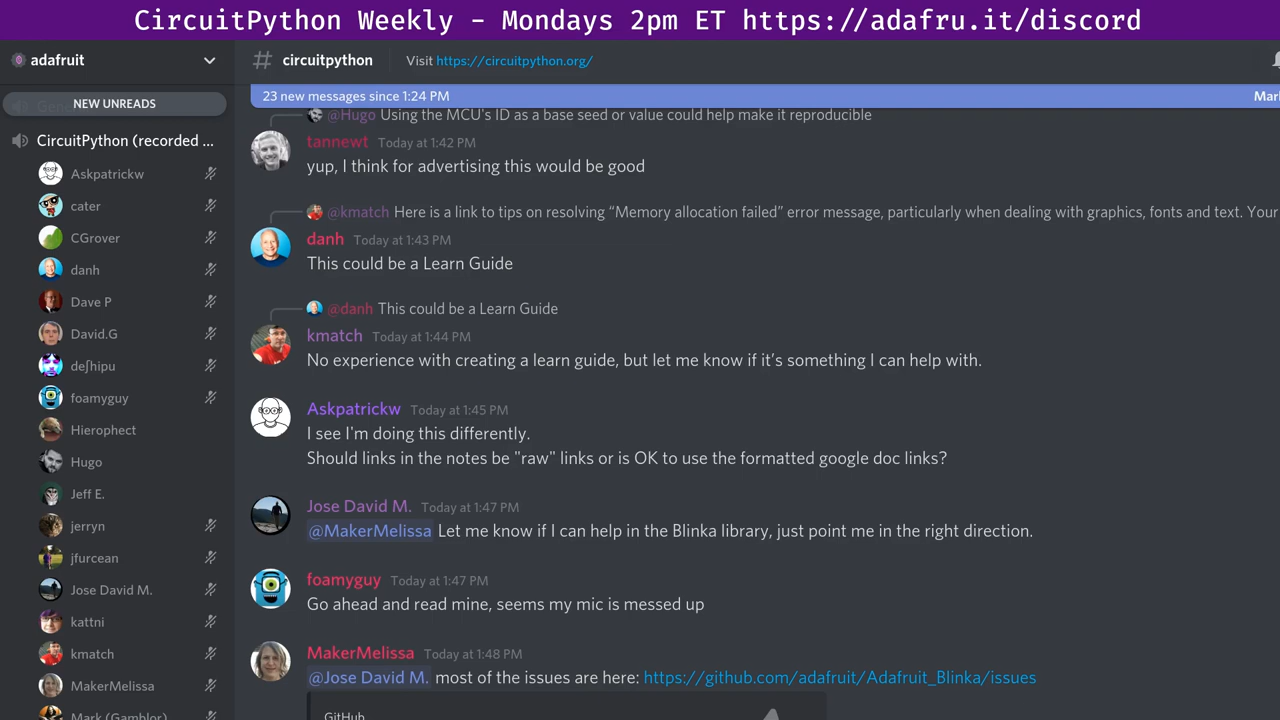 CircuitPython Weekly - Mondays 2pm ET https://adafru.it/discord
adafruit
# circuitpython
Visit https://circuitpython.org/
NEW UNREADS
23 new messages since 1:24 PM
CircuitPython (recorded ...
Askpatrickw
cater
CGrover
danh
Dave P
David.G
deʃhipu
foamyguy
Hierophect
Hugo
Jeff E.
jerryn
jfurcean
Jose David M.
kattni
kmatch
MakerMelissa
Mark (Gamblor)
@Hugo Using the MCU's ID as a base seed or value could help make it reproducible
tannewt Today at 1:42 PM
yup, I think for advertising this would be good
@kmatch Here is a link to tips on resolving “Memory allocation failed” error message, particularly when dealing with graphics, fonts and text. Your
danh Today at 1:43 PM
This could be a Learn Guide
@danh This could be a Learn Guide
kmatch Today at 1:44 PM
No experience with creating a learn guide, but let me know if it’s something I can help with.
Askpatrickw Today at 1:45 PM
I see I'm doing this differently.
Should links in the notes be "raw" links or is OK to use the formatted google doc links?
Jose David M. Today at 1:47 PM
@MakerMelissa Let me know if I can help in the Blinka library, just point me in the right direction.
foamyguy Today at 1:47 PM
Go ahead and read mine, seems my mic is messed up
MakerMelissa Today at 1:48 PM
@Jose David M. most of the issues are here: https://github.com/adafruit/Adafruit_Blinka/issues
GitHub